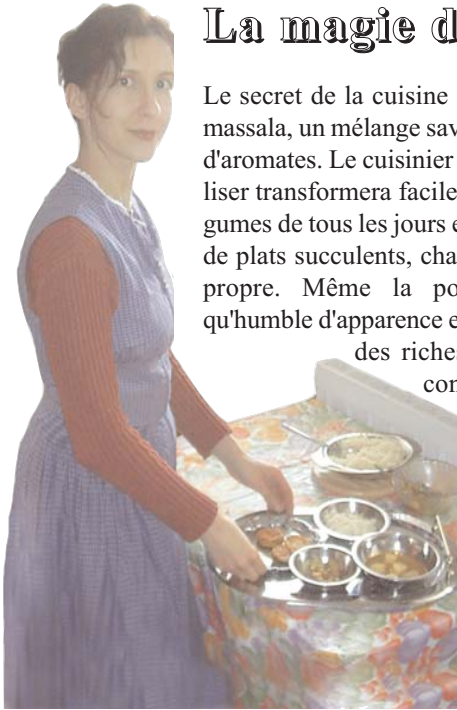 La magie d
Le secret de la cuisine
massala, un mélange sav
d'aromates. Le cuisinier
liser transformera facile
gumes de tous les jours e
de plats succulents, cha
propre. Même la po
qu'humble d'apparence e
des riches
con